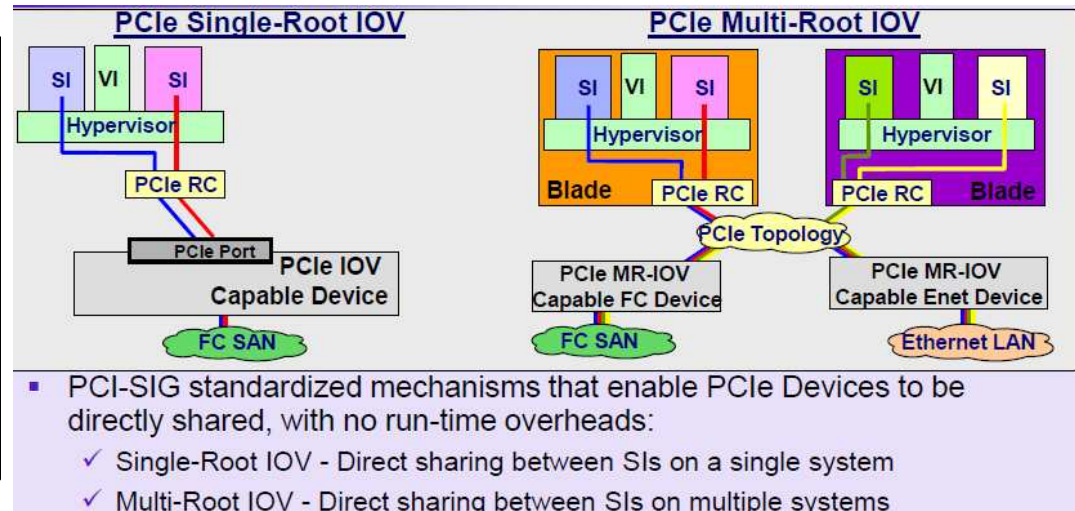 PCIe Single-Root IOV
SI VI SI
Hypervisor
PCIe RC
PCIe Port
PCIe IOV
Capable Device
FC SAN
PCIe Multi-Root IOV
SI VI SI
Hypervisor
Blade PCIe RC
SI VI SI
Hypervisor
PCIe RC Blade
PCIe Topology
PCIe MR-IOV
Capable FC Device
FC SAN
PCIe MR-IOV
Capable Enet Device
Ethernet LAN
▪ PCI-SIG standardized mechanisms that enable PCIe Devices to be
directly shared, with no run-time overheads:
✓ Single-Root IOV - Direct sharing between SIs on a single system
✓ Multi-Root IOV - Direct sharing between SIs on multiple systems